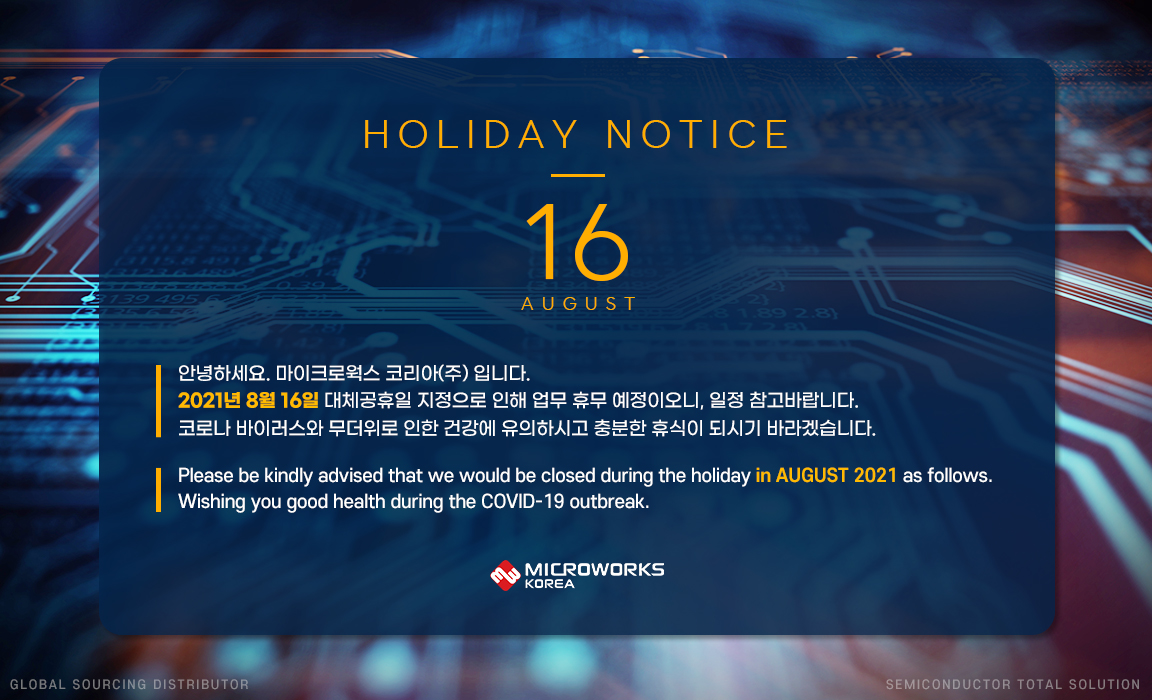 HOLIDAY NOTICE
16
AUGUST
안녕하세요. 마이크로웍스 코리아(주) 입니다.
2021년 8월 16일 대체공휴일 지정으로 인해 업무 휴무 예정이오니, 일정 참고바랍니다.
코로나 바이러스와 무더위로 인한 건강에 유의하시고 충분한 휴식이 되시기 바라겠습니다.
Please be kindly advised that we would be closed during the holiday in AUGUST 2021 as follows.
Wishing you good health during the COVID-19 outbreak.
MICROWORKS
KOREA
GLOBAL SOURCING DISTRIBUTOR
SEMICONDUCTOR TOTAL SOLUTION